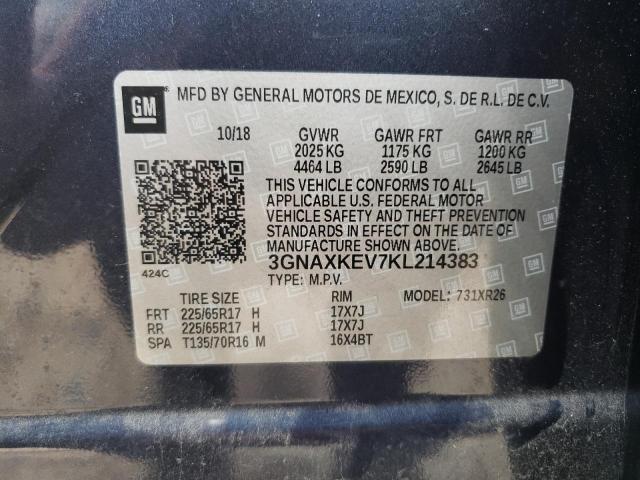 GM
MFD BY GENERAL MOTORS DE MEXICO, S. DE R.L. DE C.V.
10/18 GVWR GAWR FRT GAWR RR
2025 KG 1175 KG 1200 KG
4464 LB 2590 LB 2645 LB
THIS VEHICLE CONFORMS TO ALL
APPLICABLE U.S. FEDERAL MOTOR
VEHICLE SAFETY AND THEFT PREVENTION
STANDARDS IN EFFECT ON THE DATE OF
MANUFACTURE SHOWN ABOVE.
424C 3GNAXKEV7KL214383
TYPE: M.P.V. MODEL: 731XR26
TIRE SIZE RIM
FRT 225/65R17 H 17X7J
RR 225/65R17 H 17X7J
SPA T135/70R16 M 16X4BT